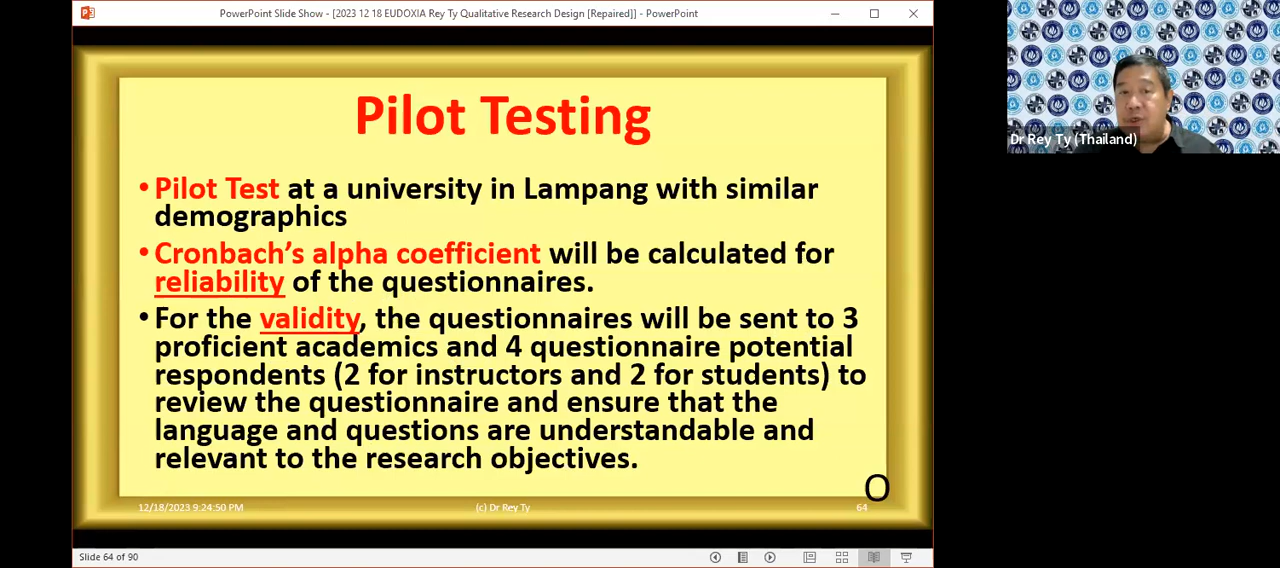 PowerPoint Slide Show - [2023 12 18 EUDOXIA Rey Ty Qualitative Research Design [Repaired]] - PowerPoint
Pilot Testing
•Pilot Test at a university in Lampang with similar
demographics
•Cronbach's alpha coefficient will be calculated for
reliability of the questionnaires.
•For the validity, the questionnaires will be sent to 3
proficient academics and 4 questionnaire potential
respondents (2 for instructors and 2 for students) to
review the questionnaire and ensure that the
language and questions are understandable and
relevant to the research objectives.
O
12/18/2023 9:24:50 PM
(c) Dr Rey Ty
64
Slide 64 of 90
Dr Rey Ty (Thailand)